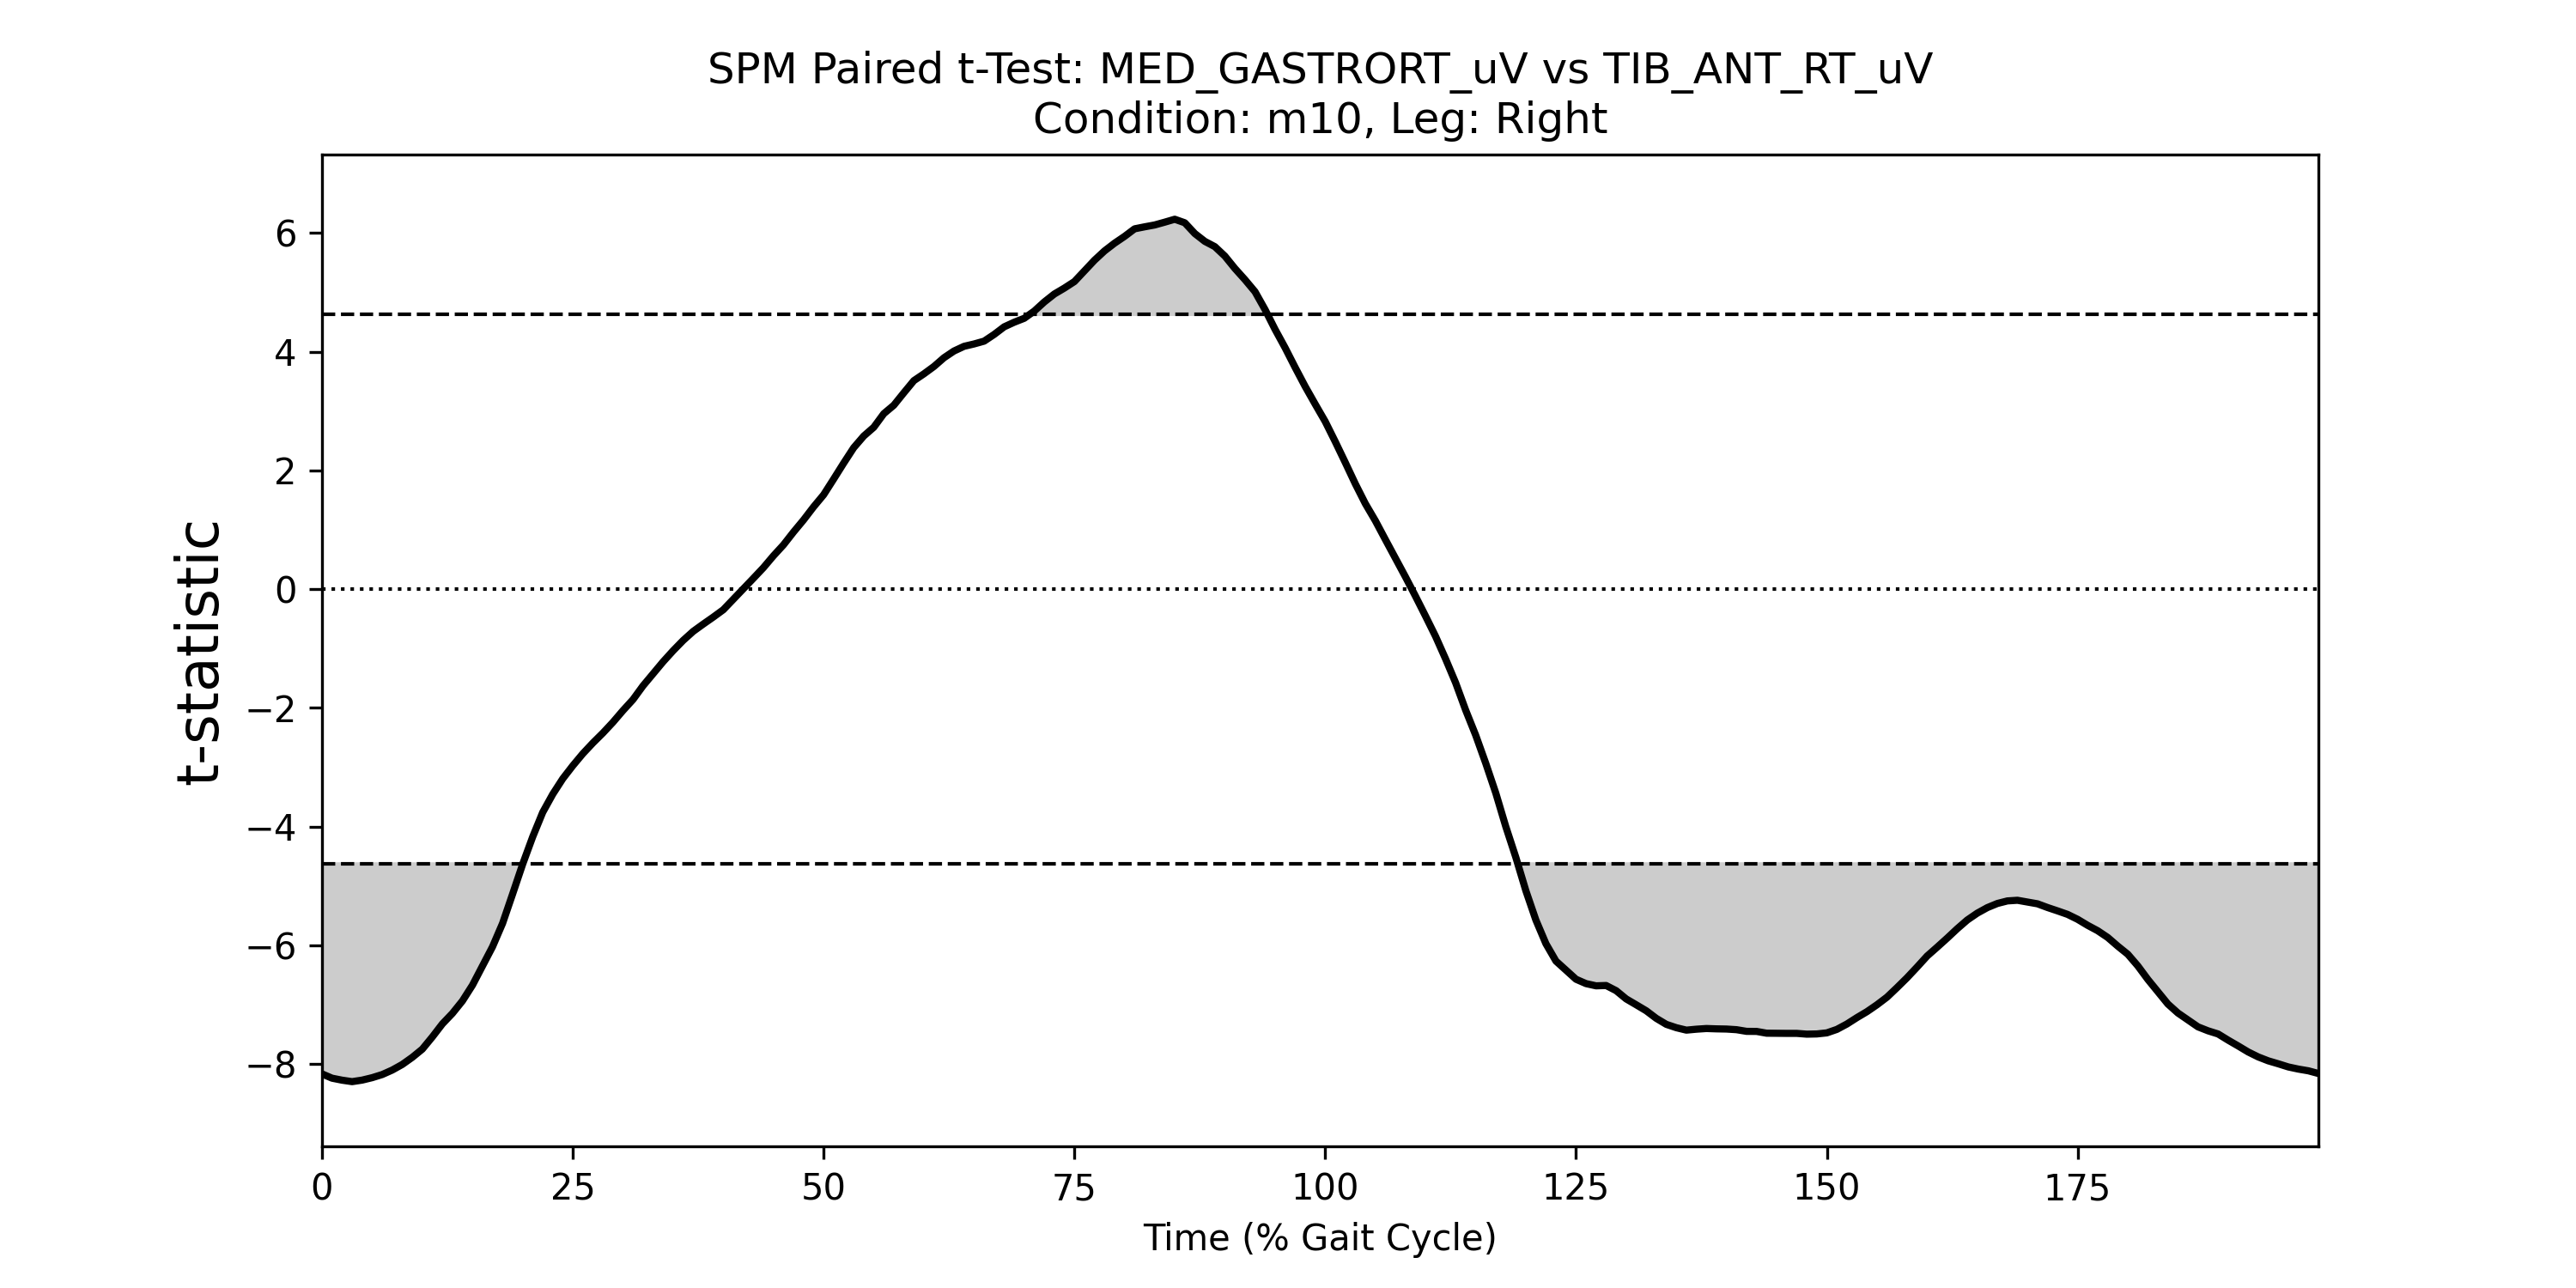 SPM Paired t-Test: MED_GASTRORT_uV vs TIB_ANT_RT_uV
Condition: m10, Leg: Right
t-statistic
6
4
2
0
−2
−4
−6
−8
0 25 50 75 100 125 150 175
Time (% Gait Cycle)